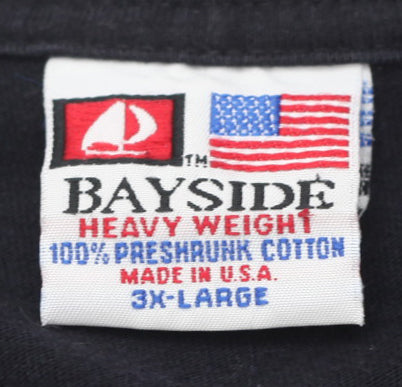 TM
BAYSIDE
HEAVY WEIGHT
100% PRESHRUNK COTTON
MADE IN U.S.A.
3X-LARGE